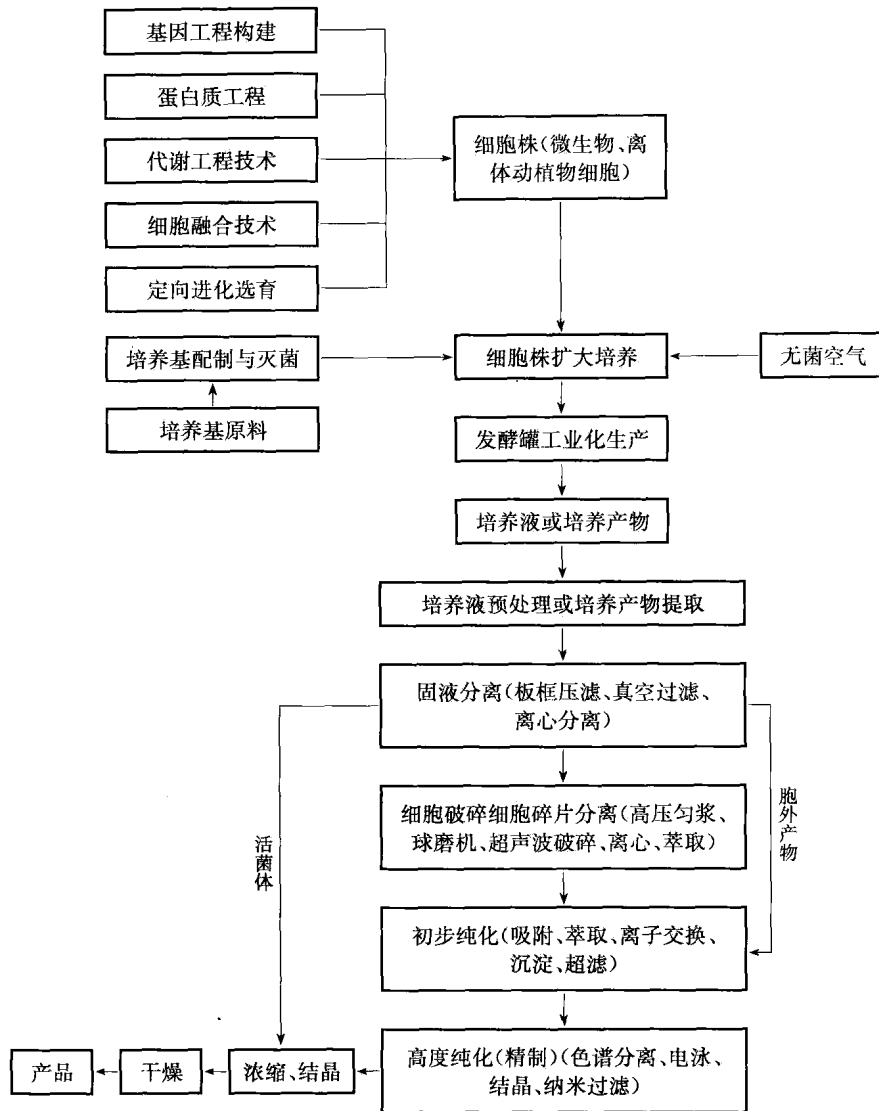 基因工程构建
蛋白质工程
代谢工程技术
细胞融合技术
定向进化选育
细胞株(微生物、离
体动植物细胞)
培养基配制与灭菌
细胞株扩大培养
无菌空气
培养基原料
发酵罐工业化生产
培养液或培养产物
培养液预处理或培养产物提取
固液分离(板框压滤、真空过滤、
离心分离)
细胞破碎细胞碎片分离(高压匀浆、
球磨机、超声波破碎、离心、萃取)
胞外产物
活菌体
初步纯化(吸附、萃取、离子交换、
沉淀、超滤)
高度纯化(精制)(色谱分离、电泳、
结晶、纳米过滤)
浓缩、结晶
干燥
产品